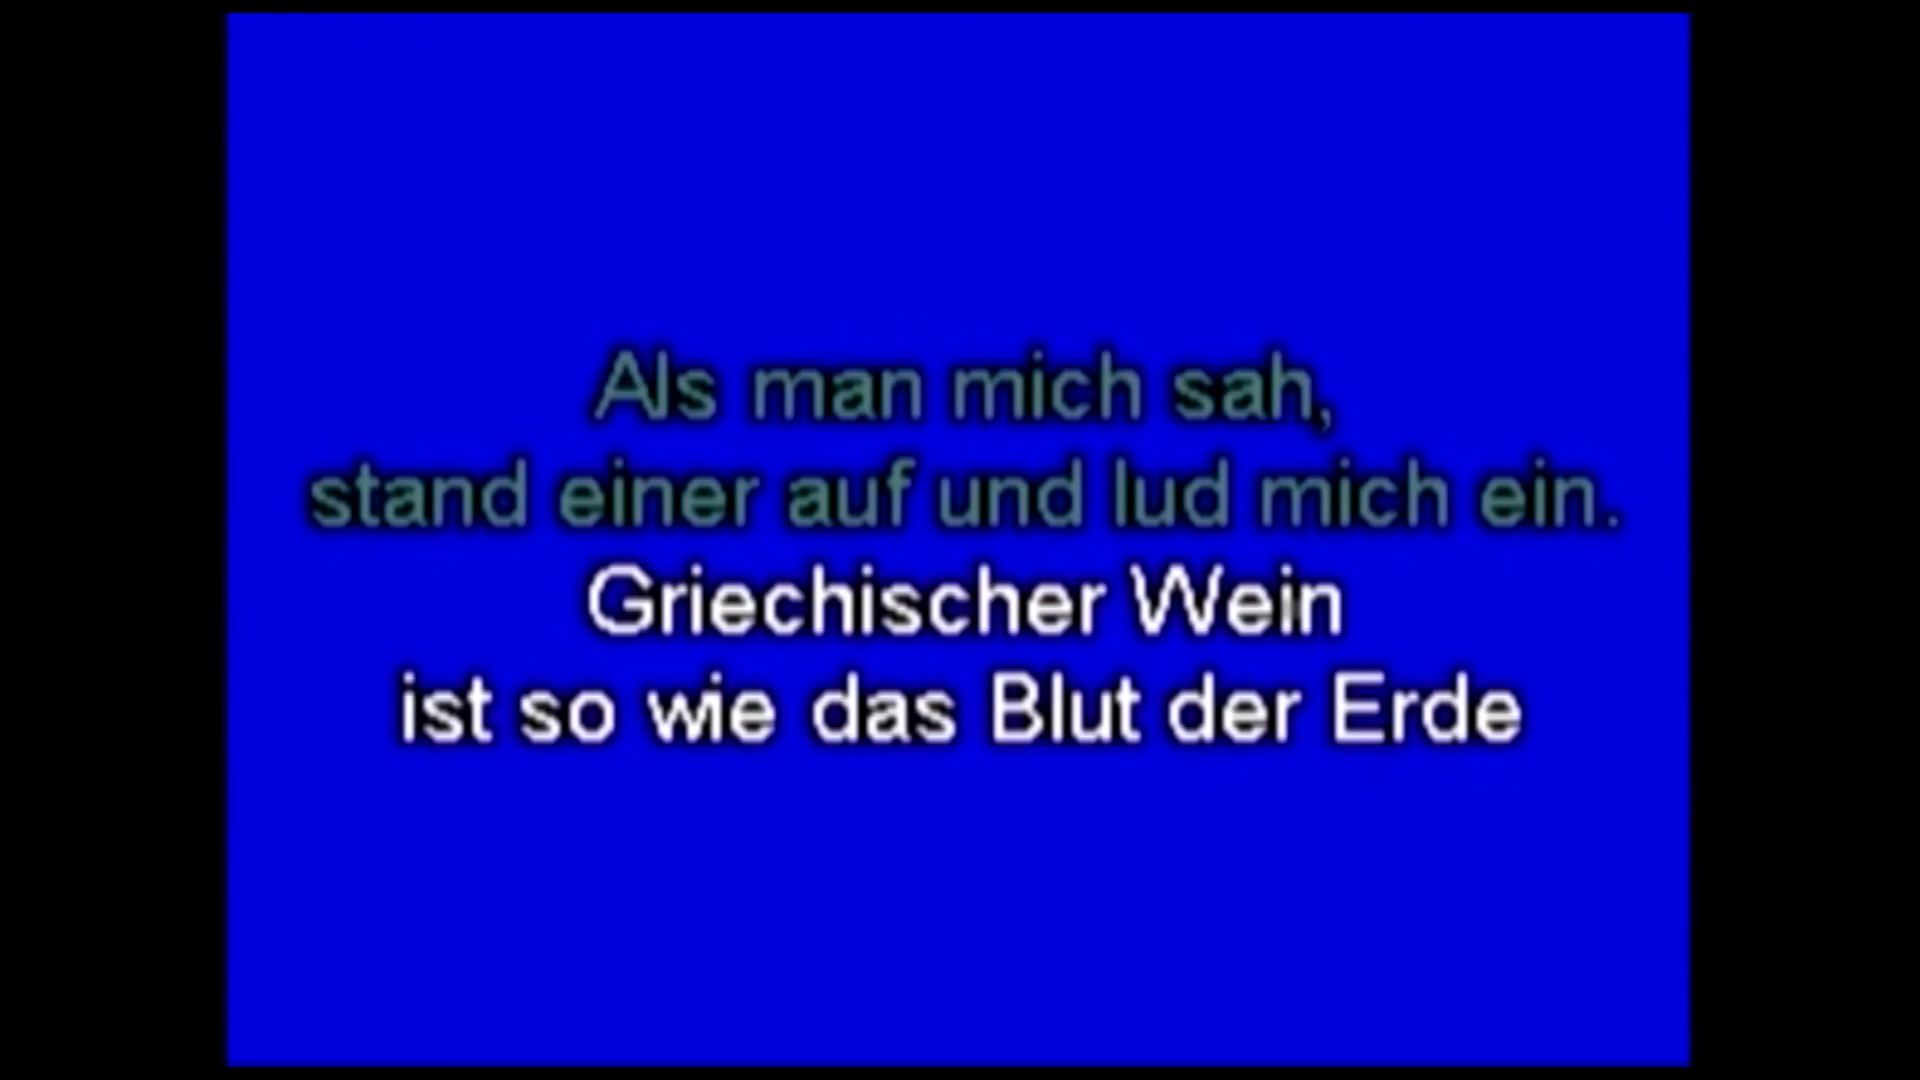 Als man mich sah,
stand einer auf und lud mich ein.
Griechischer Wein
ist so wie das Blut der Erde